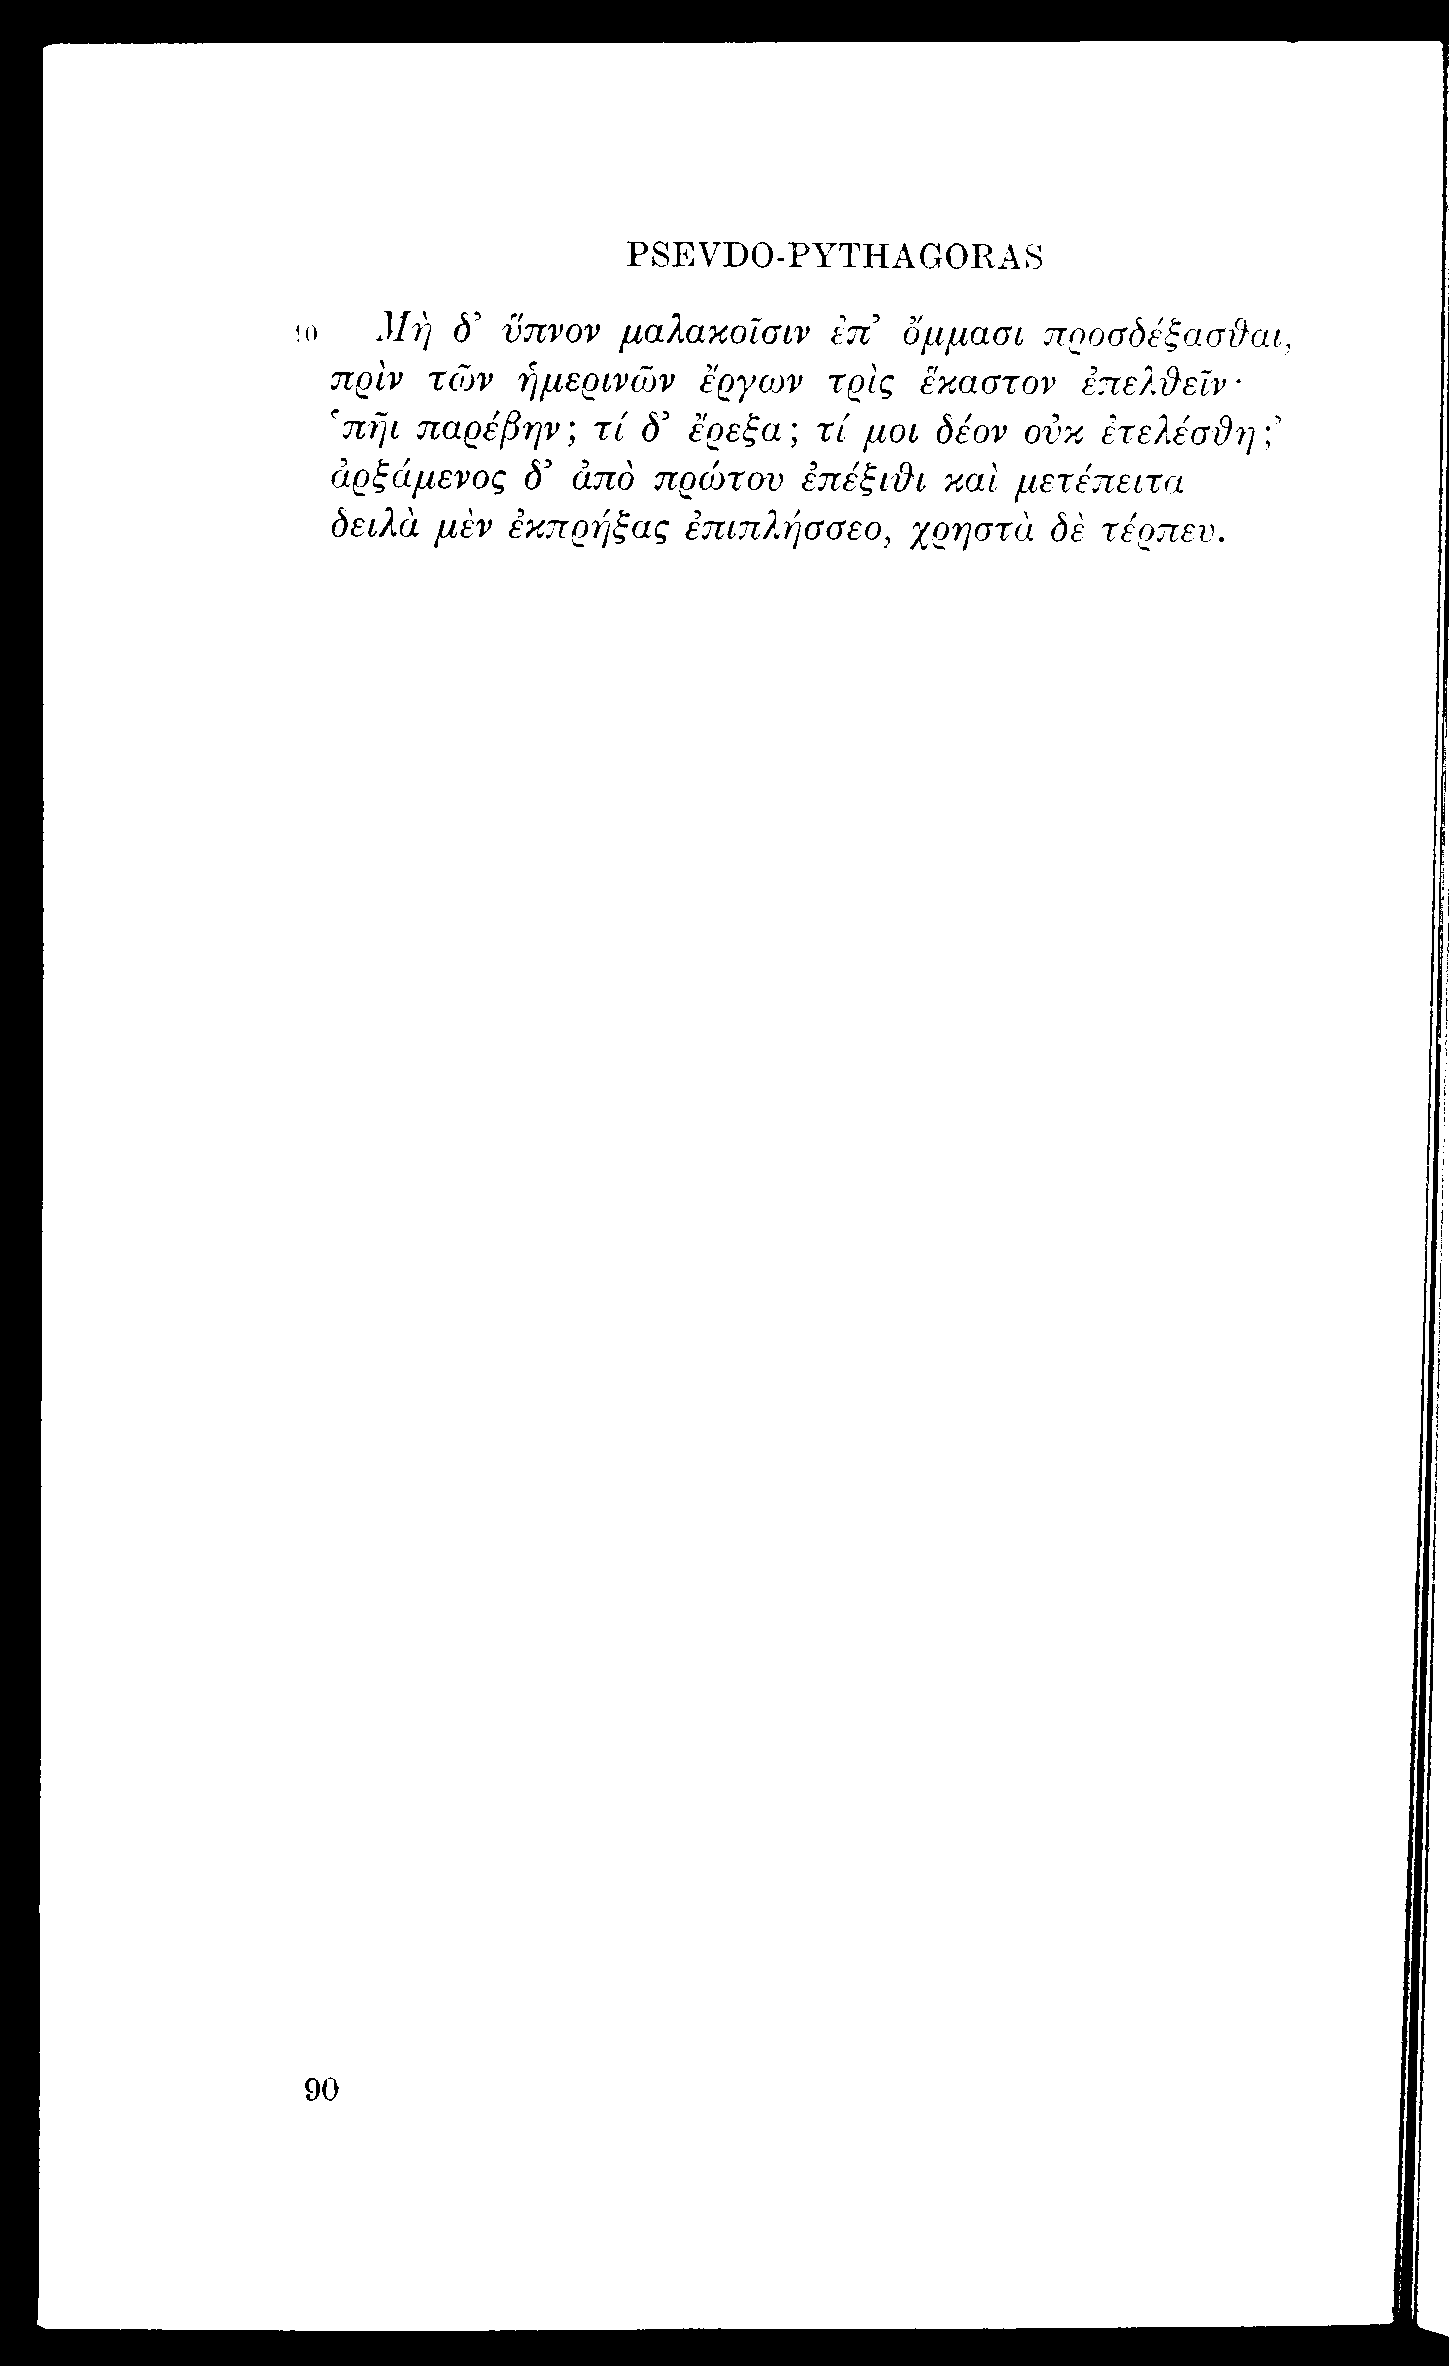 PSEVDO-PYTHAGORAS
Μὴ δ’ ὕπνον μαλακοῖσιν ἐπ’ ὄμμασι προσδέξασθαι,
πρὶν τῶν ἡμερινῶν ἔργων τρὶς ἕκαστον ἐπελθεῖν·
‘πῆι παρέβην; τί δ’ ἔρεξα; τί μοι δέον οὐκ ἐτελέσθη;’
ἀρξάμενος δ’ ἀπὸ πρώτου ἐπέξιθι καὶ μετέπειτα
δειλὰ μὲν ἐκπρήξας ἐπιπλήσσεο, χρηστὰ δὲ τέρπευ.
90